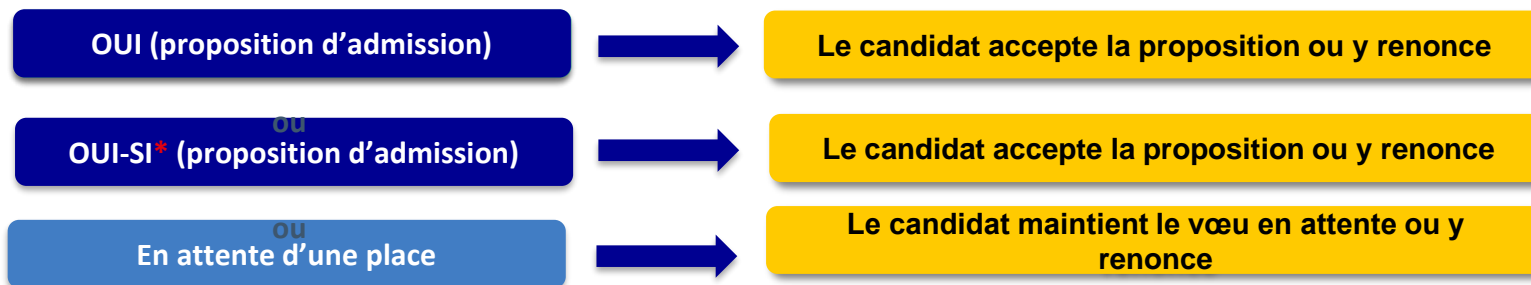 OUI (proposition d’admission)
Le candidat accepte la proposition ou y renonce
ou
OUI-SI* (proposition d’admission)
Le candidat accepte la proposition ou y renonce
ou
En attente d’une place
Le candidat maintient le vœu en attente ou y
renonce